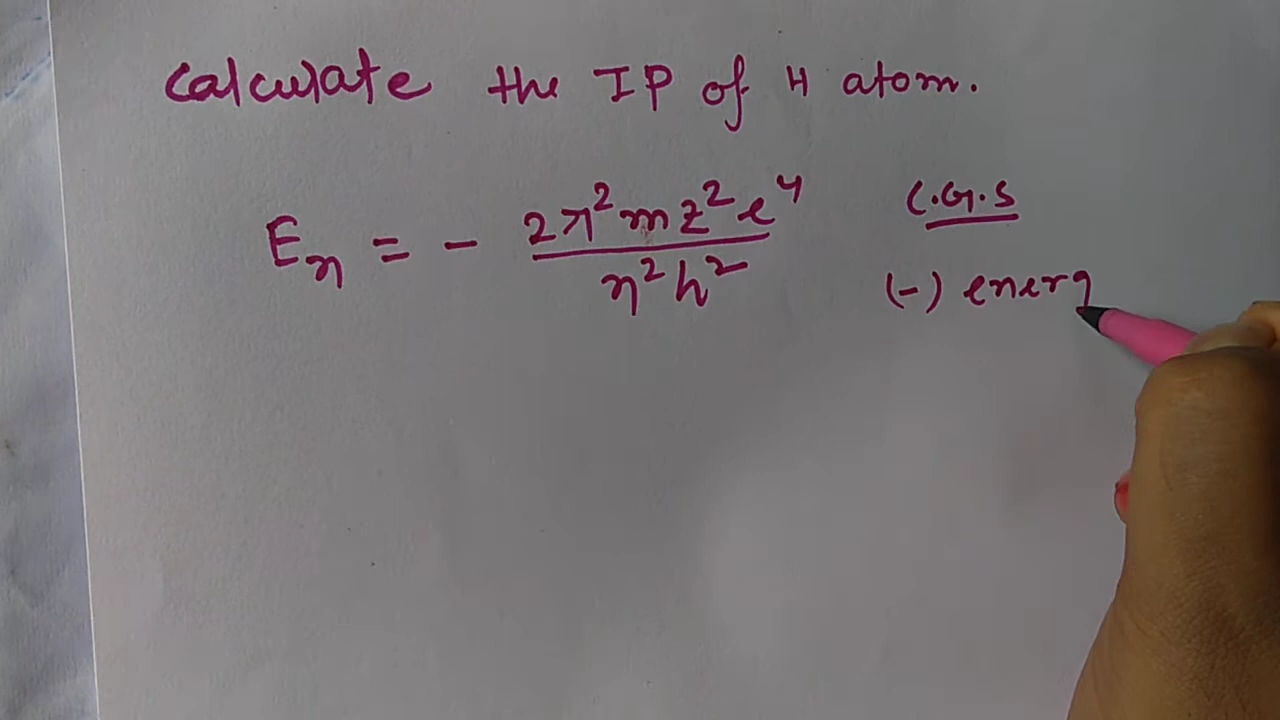 Calculate the IP of H atom.
Eₙ = - 2π²mz²e⁴ / n²h²
C.G.S
(-) energ